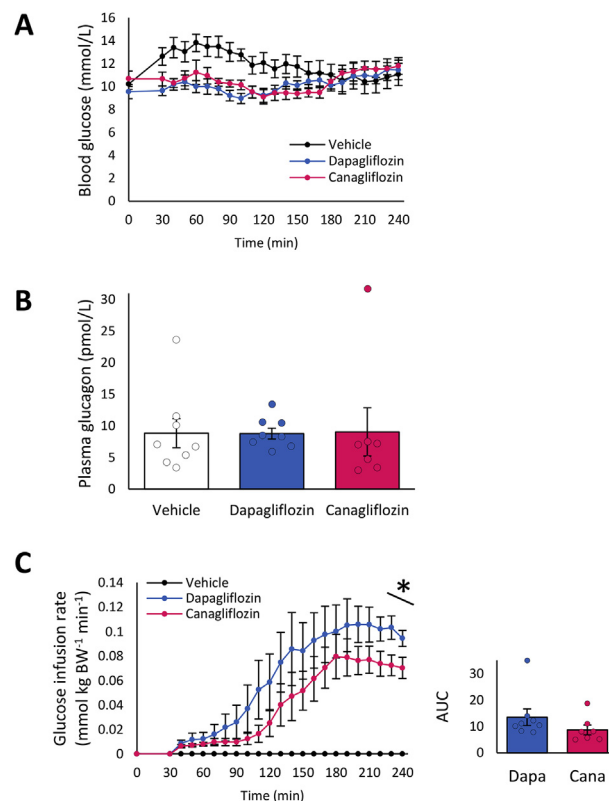 A
Blood glucose (mmol/L)
16
14
12
10
8
6
4
2
0
Vehicle
Dapagliflozin
Canagliflozin
0 30 60 90 120 150 180 210 240
Time (min)
B
Plasma glucagon (pmol/L)
30
25
20
15
10
5
0
Vehicle Dapagliflozin Canagliflozin
C
Glucose infusion rate
(mmol kg BW⁻¹ min⁻¹)
0.14
0.12
0.1
0.08
0.06
0.04
0.02
0
Vehicle
Dapagliflozin
Canagliflozin
*
0 30 60 90 120 150 180 210 240
Time (min)
AUC
30
20
10
0
Dapa Cana